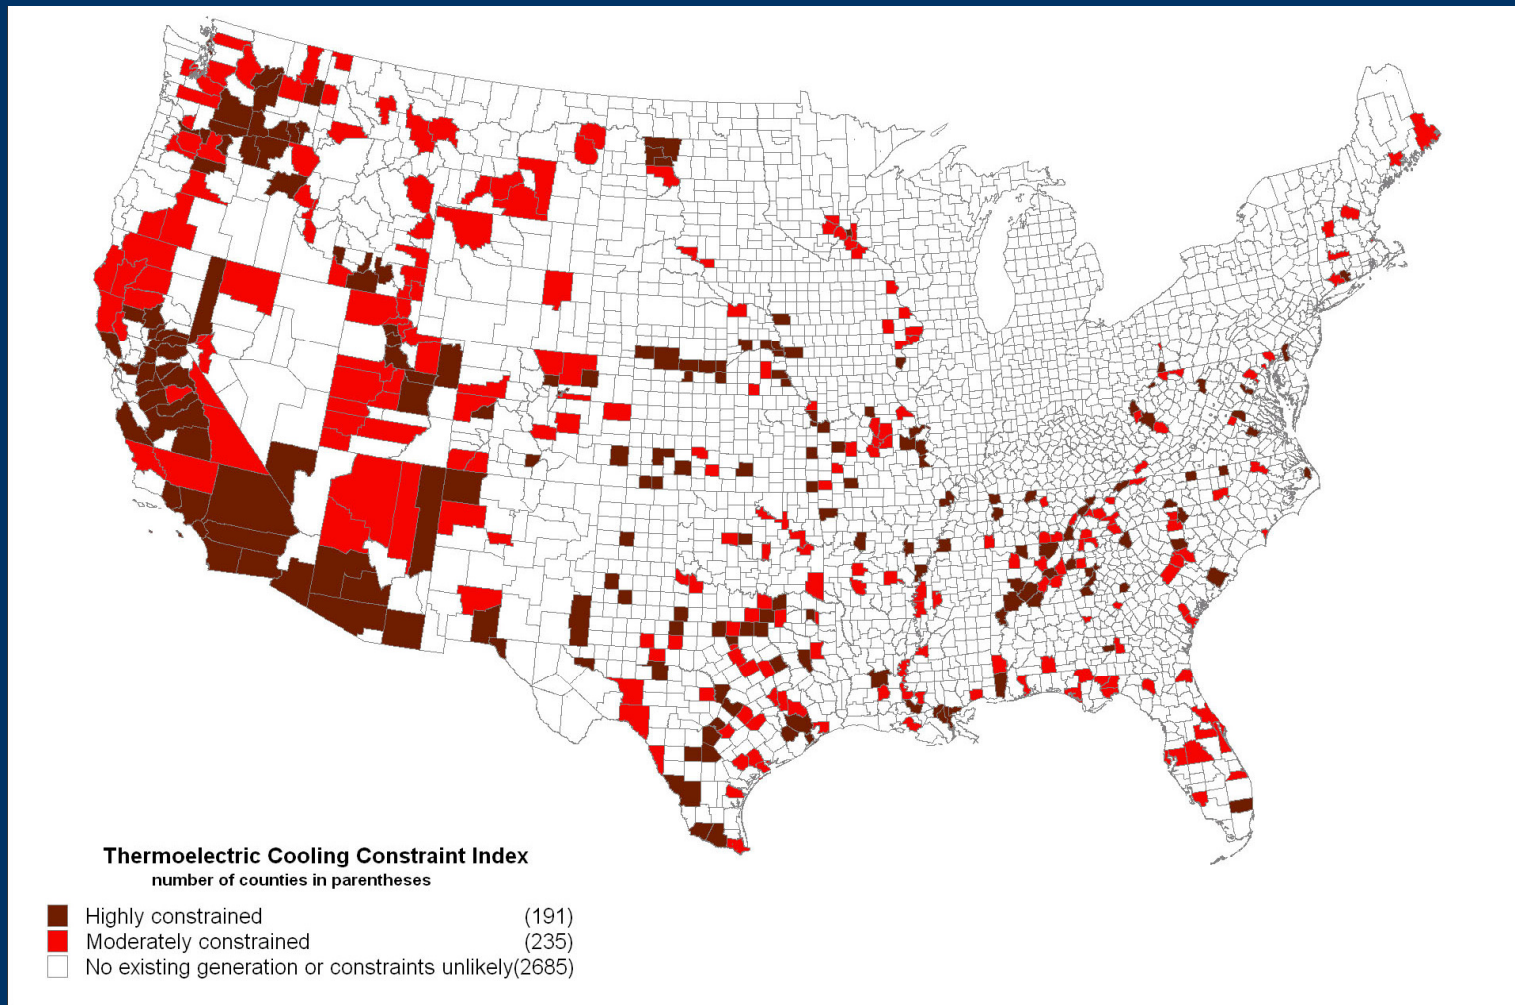 Thermoelectric Cooling Constraint Index
number of counties in parentheses
Highly constrained (191)
Moderately constrained (235)
No existing generation or constraints unlikely(2685)